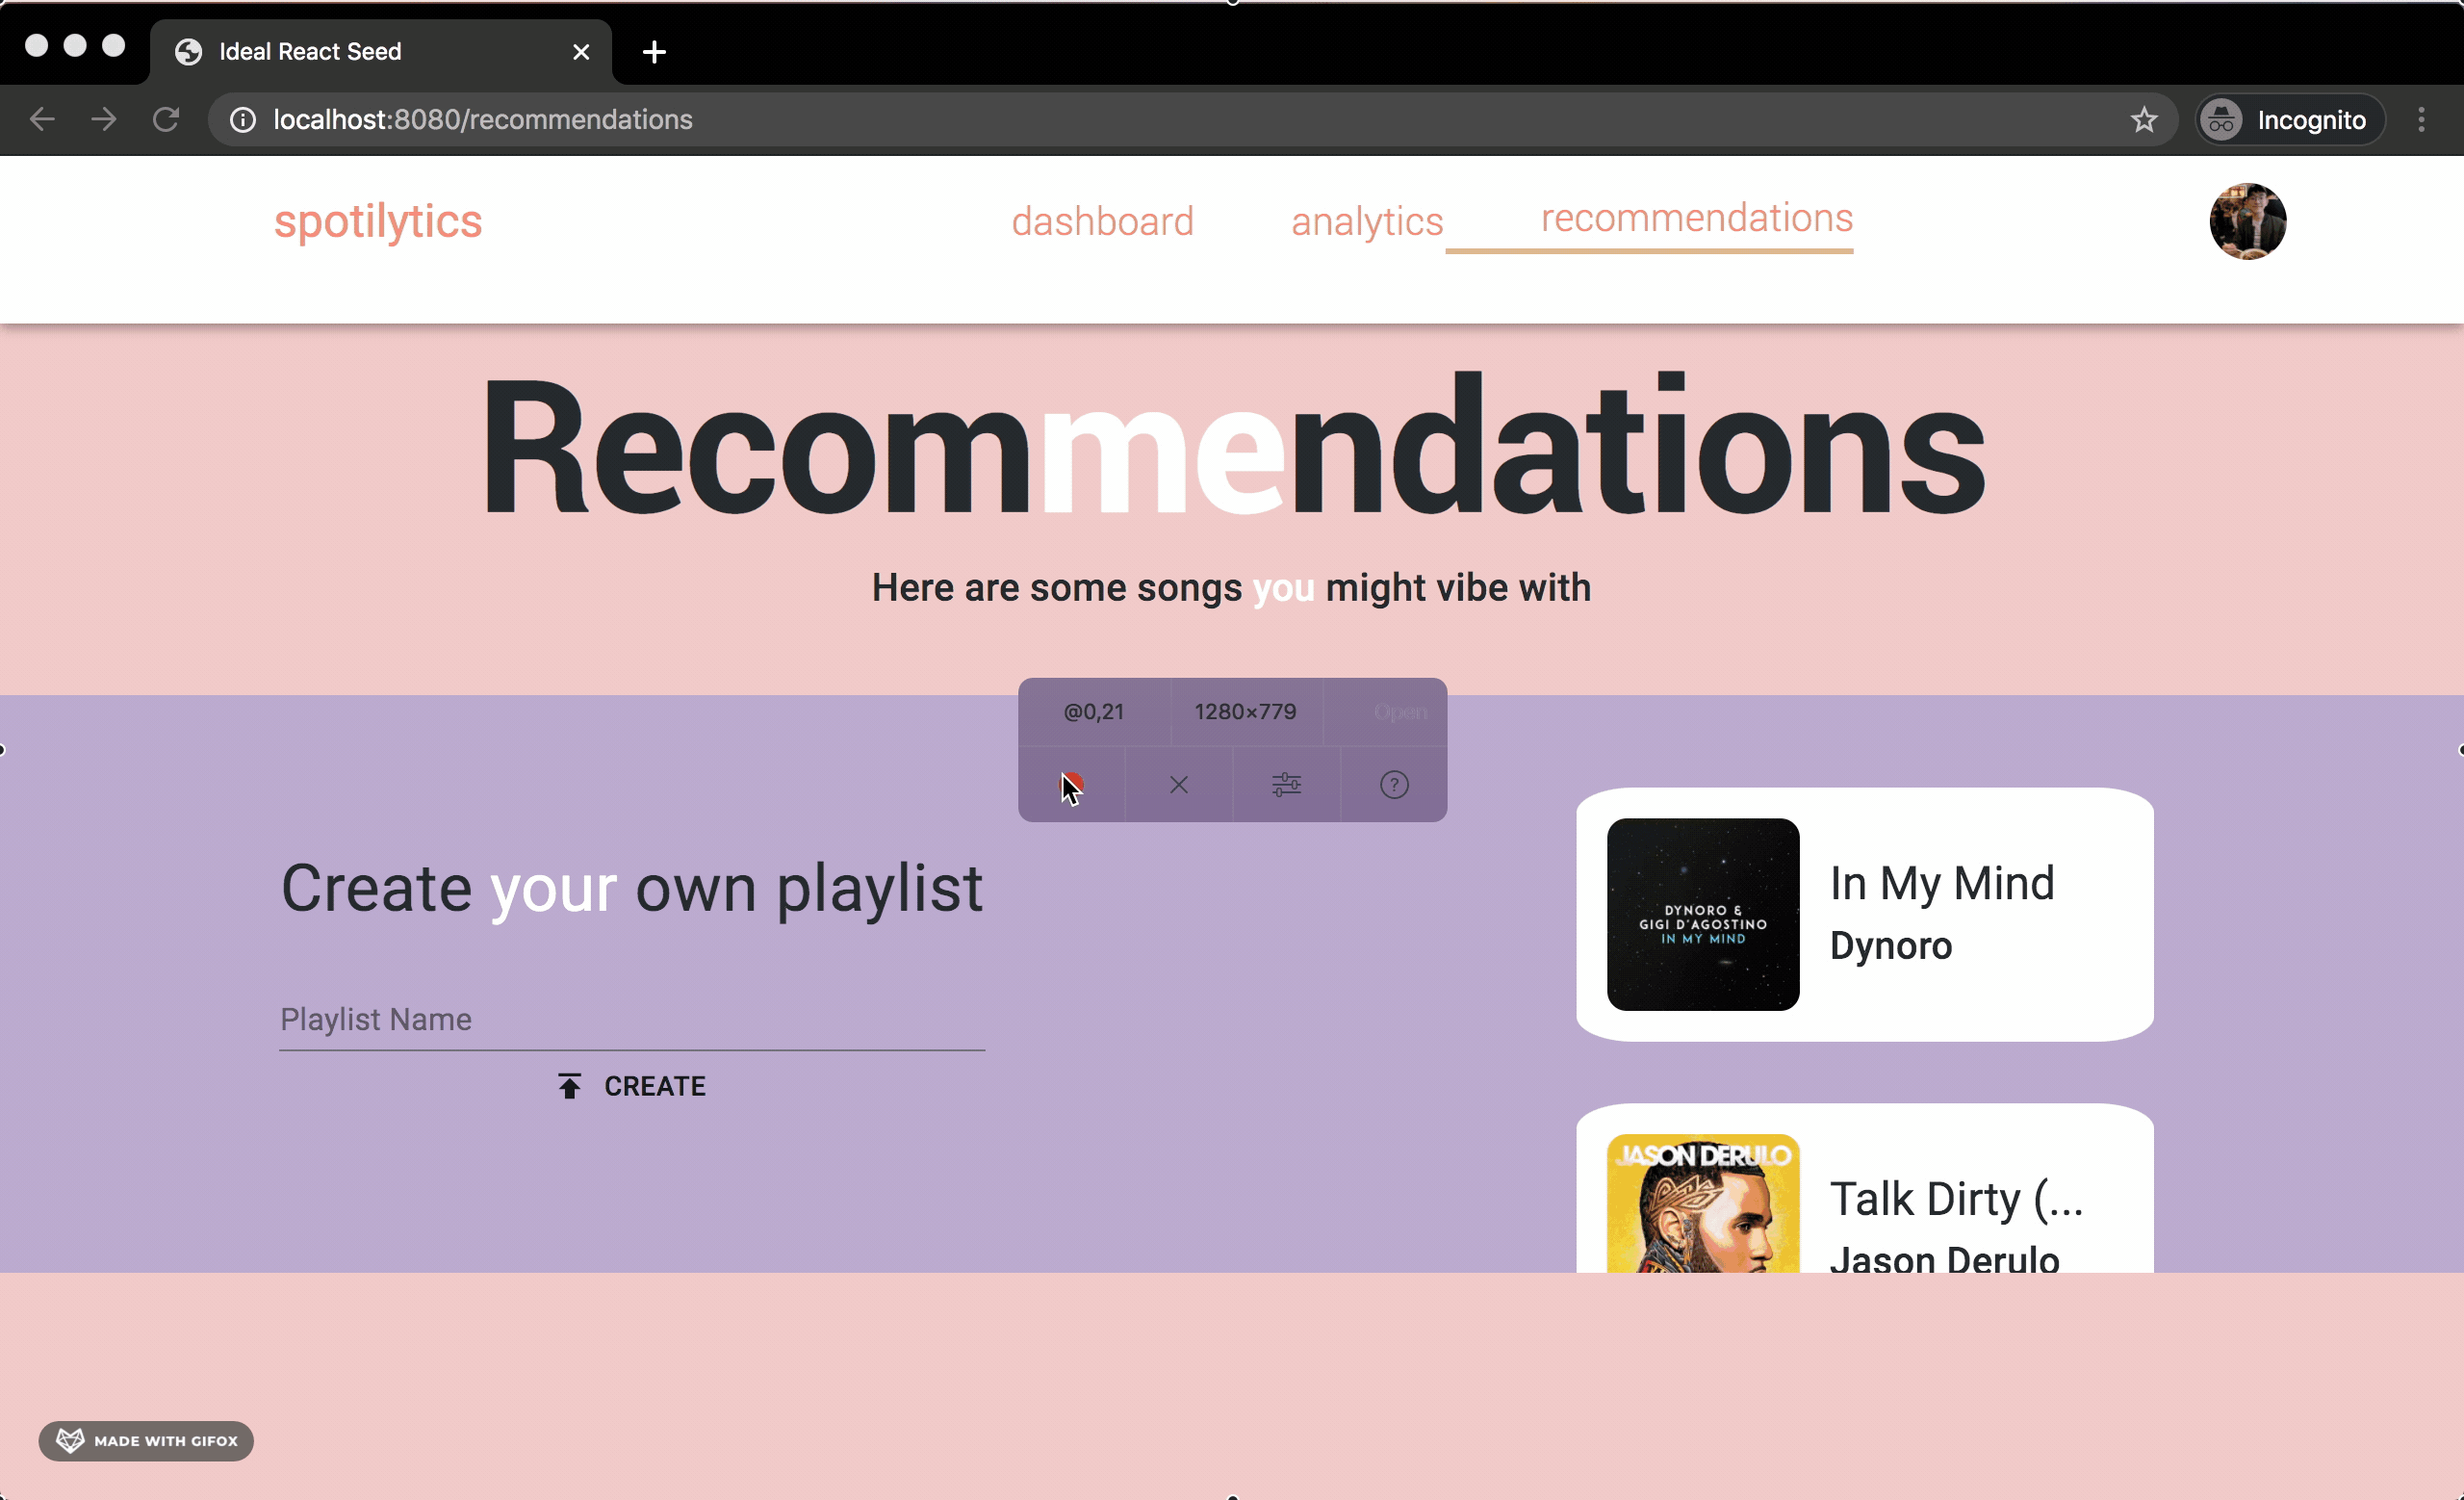 Ideal React Seed
localhost:8080/recommendations
Incognito
spotilytics
dashboard
analytics
recommendations
Recommendations
Here are some songs you might vibe with
@0,21
1280×779
Open
Create your own playlist
Playlist Name
CREATE
DYNORO &
GIGI D'AGOSTINO
IN MY MIND
In My Mind
Dynoro
JASON DERULO
Talk Dirty (...
Jason Derulo
MADE WITH GIFOX